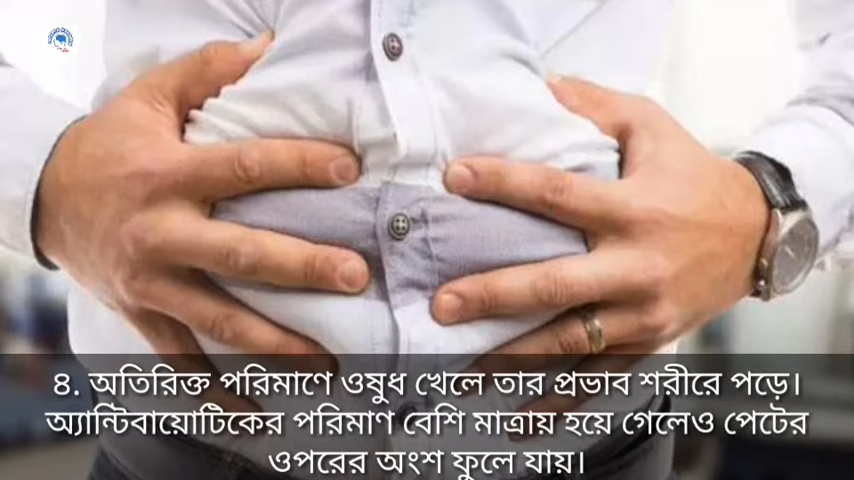 ৪. অতিরিক্ত পরিমাণে ওষুধ খেলে তার প্রভাব শরীরে পড়ে।
অ্যান্টিবায়োটিকের পরিমাণ বেশি মাত্রায় হয়ে গেলেও পেটের
ওপরের অংশ ফুলে যায়।